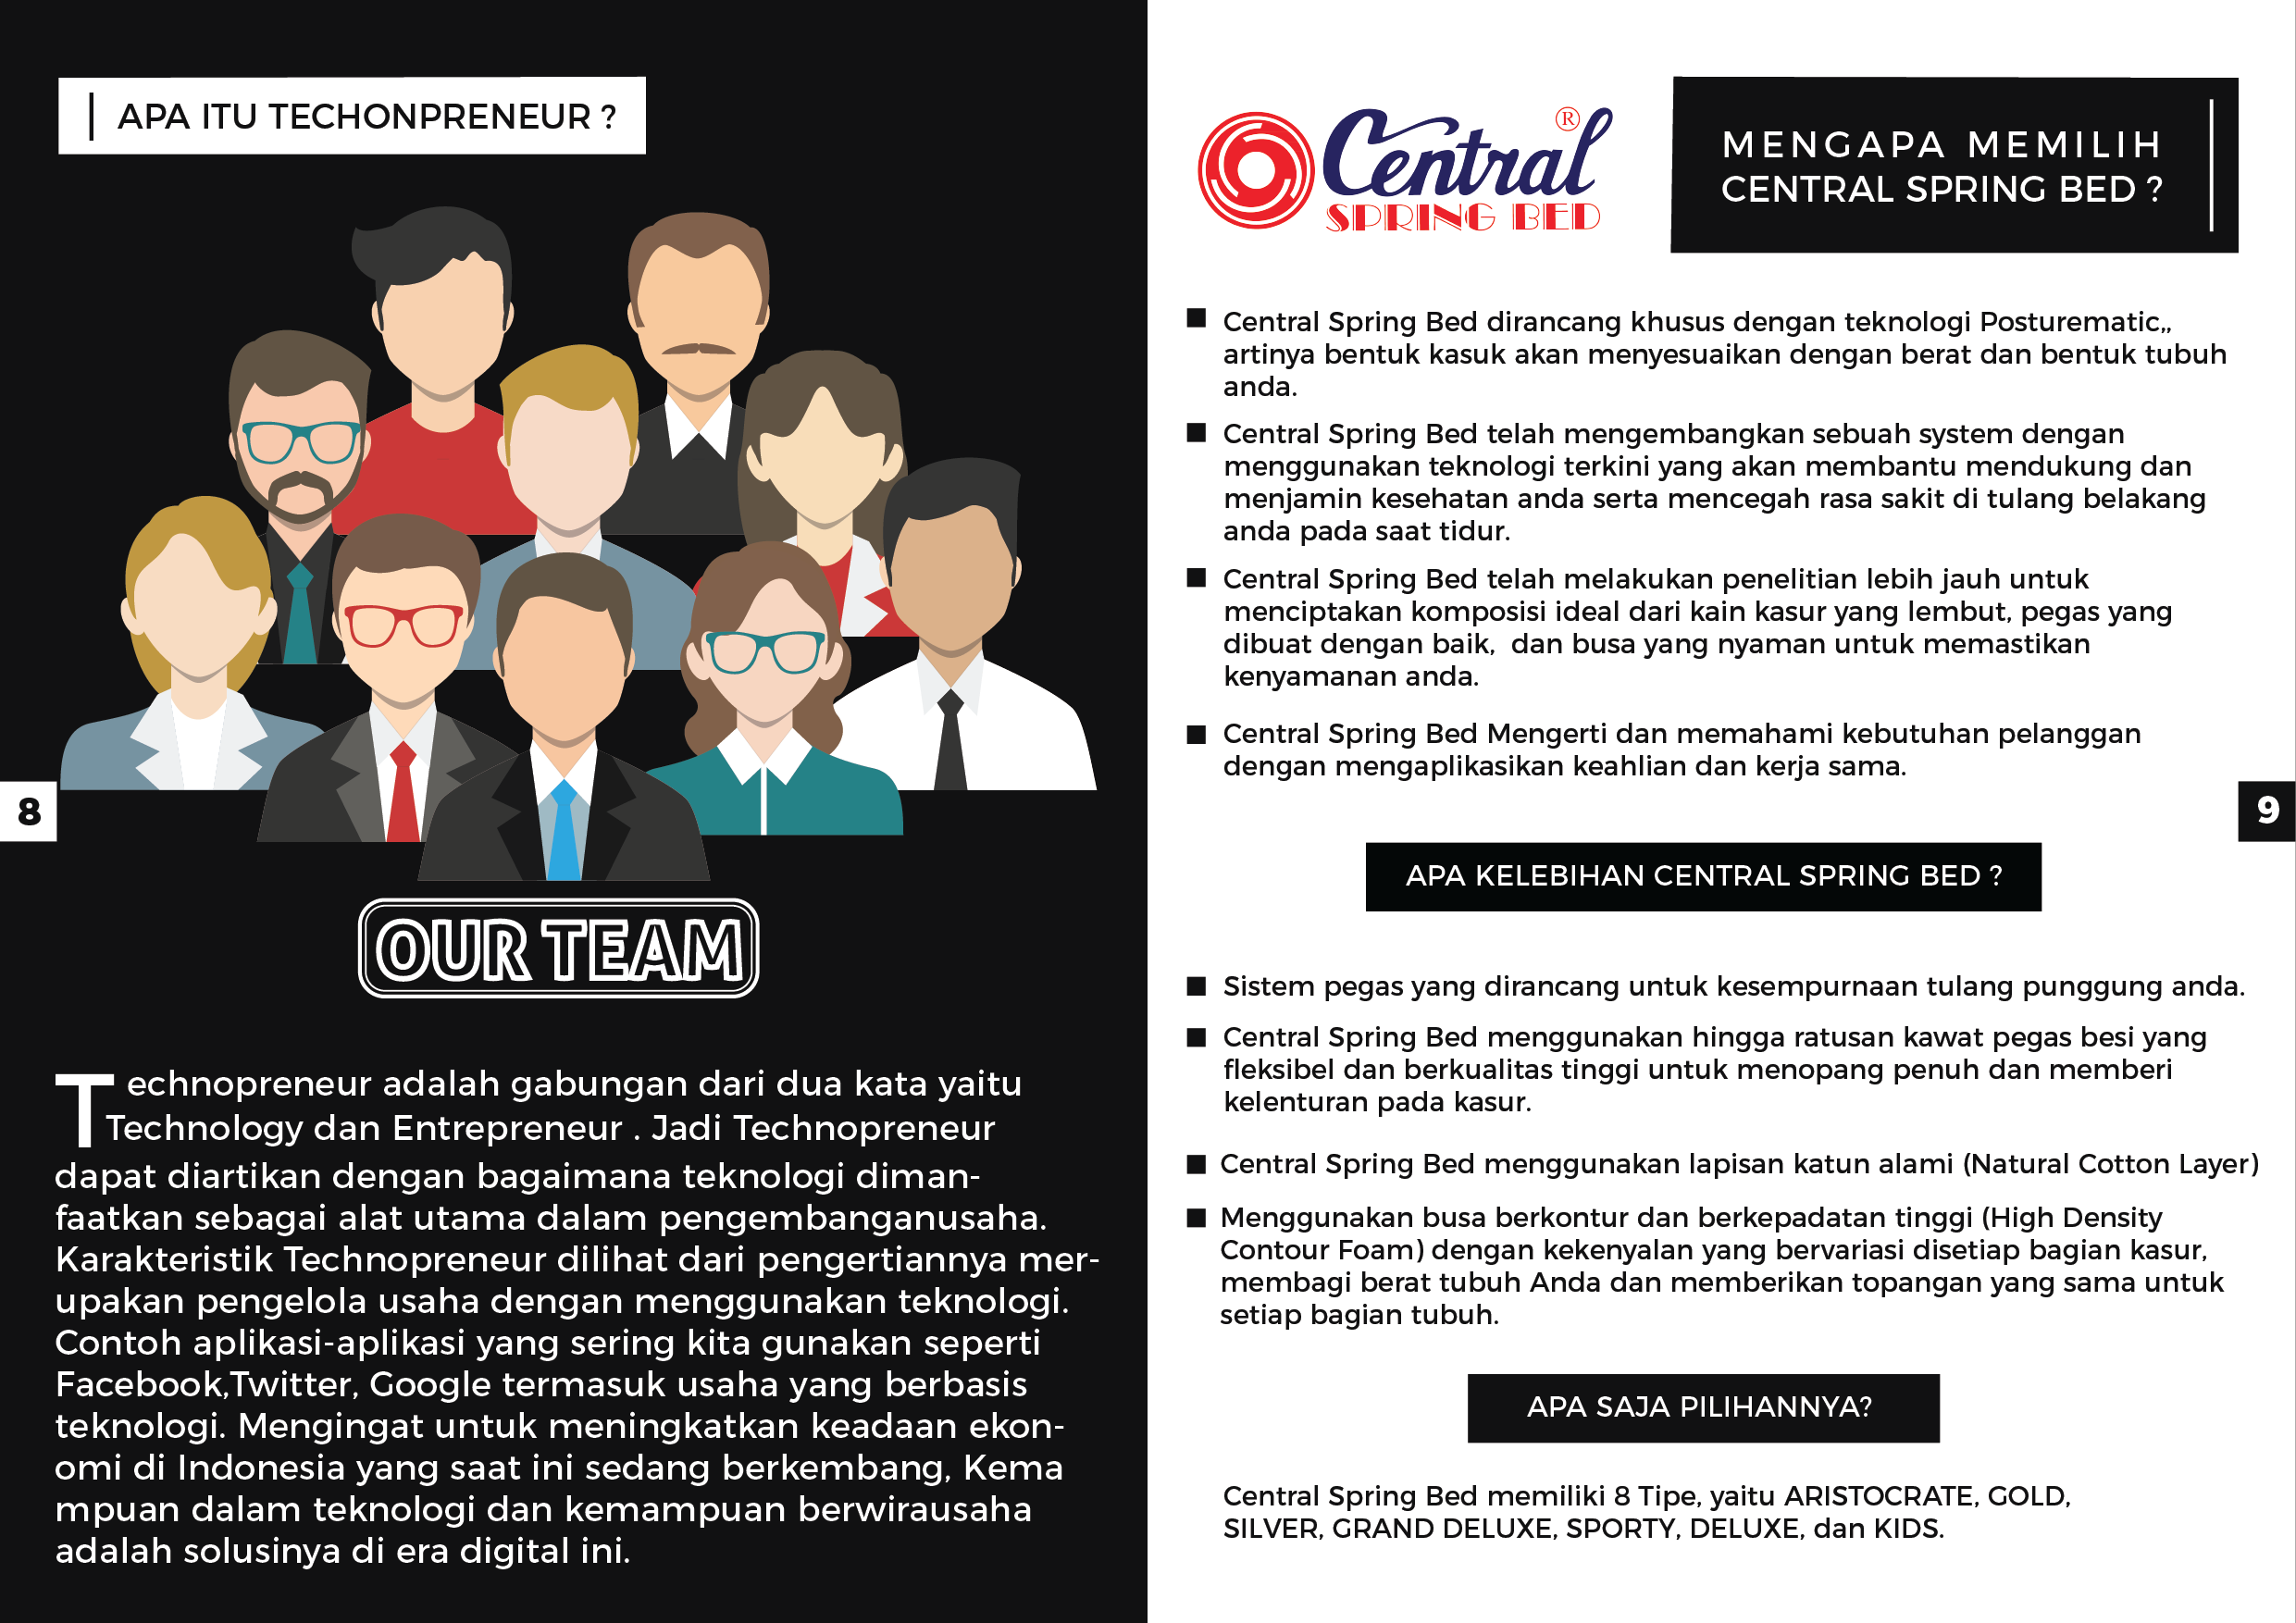 APA ITU TECHONPRENEUR ?
8
OUR TEAM
Technopreneur adalah gabungan dari dua kata yaitu
Technology dan Entrepreneur . Jadi Technopreneur
dapat diartikan dengan bagaimana teknologi diman-
faatkan sebagai alat utama dalam pengembanganusaha.
Karakteristik Technopreneur dilihat dari pengertiannya mer-
upakan pengelola usaha dengan menggunakan teknologi.
Contoh aplikasi-aplikasi yang sering kita gunakan seperti
Facebook,Twitter, Google termasuk usaha yang berbasis
teknologi. Mengingat untuk meningkatkan keadaan ekon-
omi di Indonesia yang saat ini sedang berkembang, Kema
mpuan dalam teknologi dan kemampuan berwirausaha
adalah solusinya di era digital ini.
Central ®
SPRING BED
MENGAPA MEMILIH
CENTRAL SPRING BED ?
■ Central Spring Bed dirancang khusus dengan teknologi Posturematic,,
artinya bentuk kasuk akan menyesuaikan dengan berat dan bentuk tubuh
anda.
■ Central Spring Bed telah mengembangkan sebuah system dengan
menggunakan teknologi terkini yang akan membantu mendukung dan
menjamin kesehatan anda serta mencegah rasa sakit di tulang belakang
anda pada saat tidur.
■ Central Spring Bed telah melakukan penelitian lebih jauh untuk
menciptakan komposisi ideal dari kain kasur yang lembut, pegas yang
dibuat dengan baik, dan busa yang nyaman untuk memastikan
kenyamanan anda.
■ Central Spring Bed Mengerti dan memahami kebutuhan pelanggan
dengan mengaplikasikan keahlian dan kerja sama.
9
APA KELEBIHAN CENTRAL SPRING BED ?
■ Sistem pegas yang dirancang untuk kesempurnaan tulang punggung anda.
■ Central Spring Bed menggunakan hingga ratusan kawat pegas besi yang
fleksibel dan berkualitas tinggi untuk menopang penuh dan memberi
kelenturan pada kasur.
■ Central Spring Bed menggunakan lapisan katun alami (Natural Cotton Layer)
■ Menggunakan busa berkontur dan berkepadatan tinggi (High Density
Contour Foam) dengan kekenyalan yang bervariasi disetiap bagian kasur,
membagi berat tubuh Anda dan memberikan topangan yang sama untuk
setiap bagian tubuh.
APA SAJA PILIHANNYA?
Central Spring Bed memiliki 8 Tipe, yaitu ARISTOCRATE, GOLD,
SILVER, GRAND DELUXE, SPORTY, DELUXE, dan KIDS.